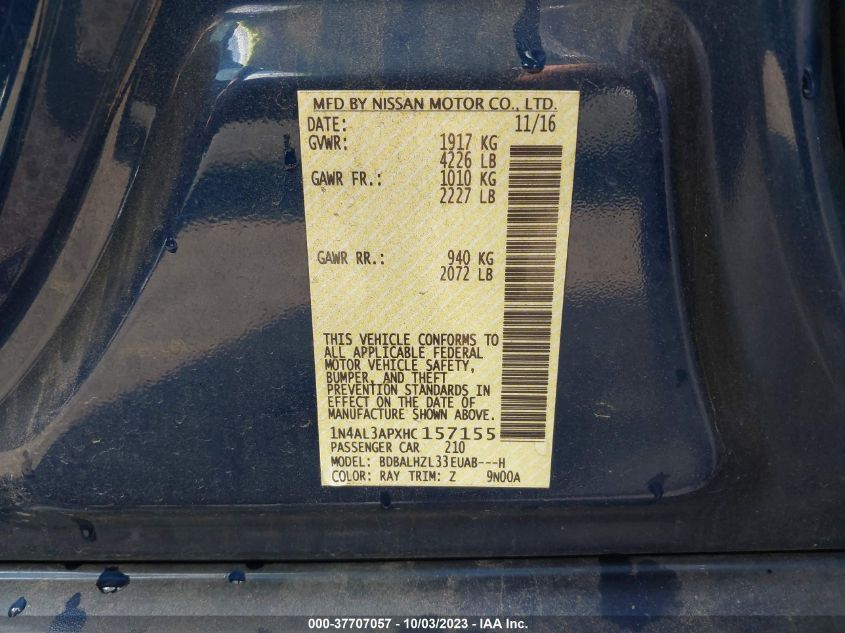 MFD BY NISSAN MOTOR CO., LTD.
DATE: 11/16
GVWR: 1917 KG
4226 LB
GAWR FR.: 1010 KG
2227 LB
GAWR RR.: 940 KG
2072 LB
THIS VEHICLE CONFORMS TO
ALL APPLICABLE FEDERAL
MOTOR VEHICLE SAFETY,
BUMPER, AND THEFT
PREVENTION STANDARDS IN
EFFECT ON THE DATE OF
MANUFACTURE SHOWN ABOVE.
1N4AL3APXHC157155
PASSENGER CAR 210
MODEL: BDBALHZL33EUAB---H
COLOR: RAY TRIM: Z 9N00A
000-37707057 - 10/03/2023 - IAAI.com